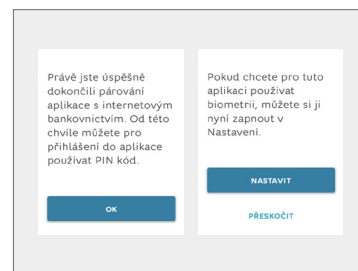 Právě jste úspěšně
dokončili párování
aplikace s internetovým
bankovnictvím. Od této
chvíle můžete pro
přihlášení do aplikace
používat PIN kód.
OK
Pokud chcete pro tuto
aplikaci používat
biometrii, můžete si ji
nyní zapnout v
Nastavení.
NASTAVIT
PŘESKOČIT